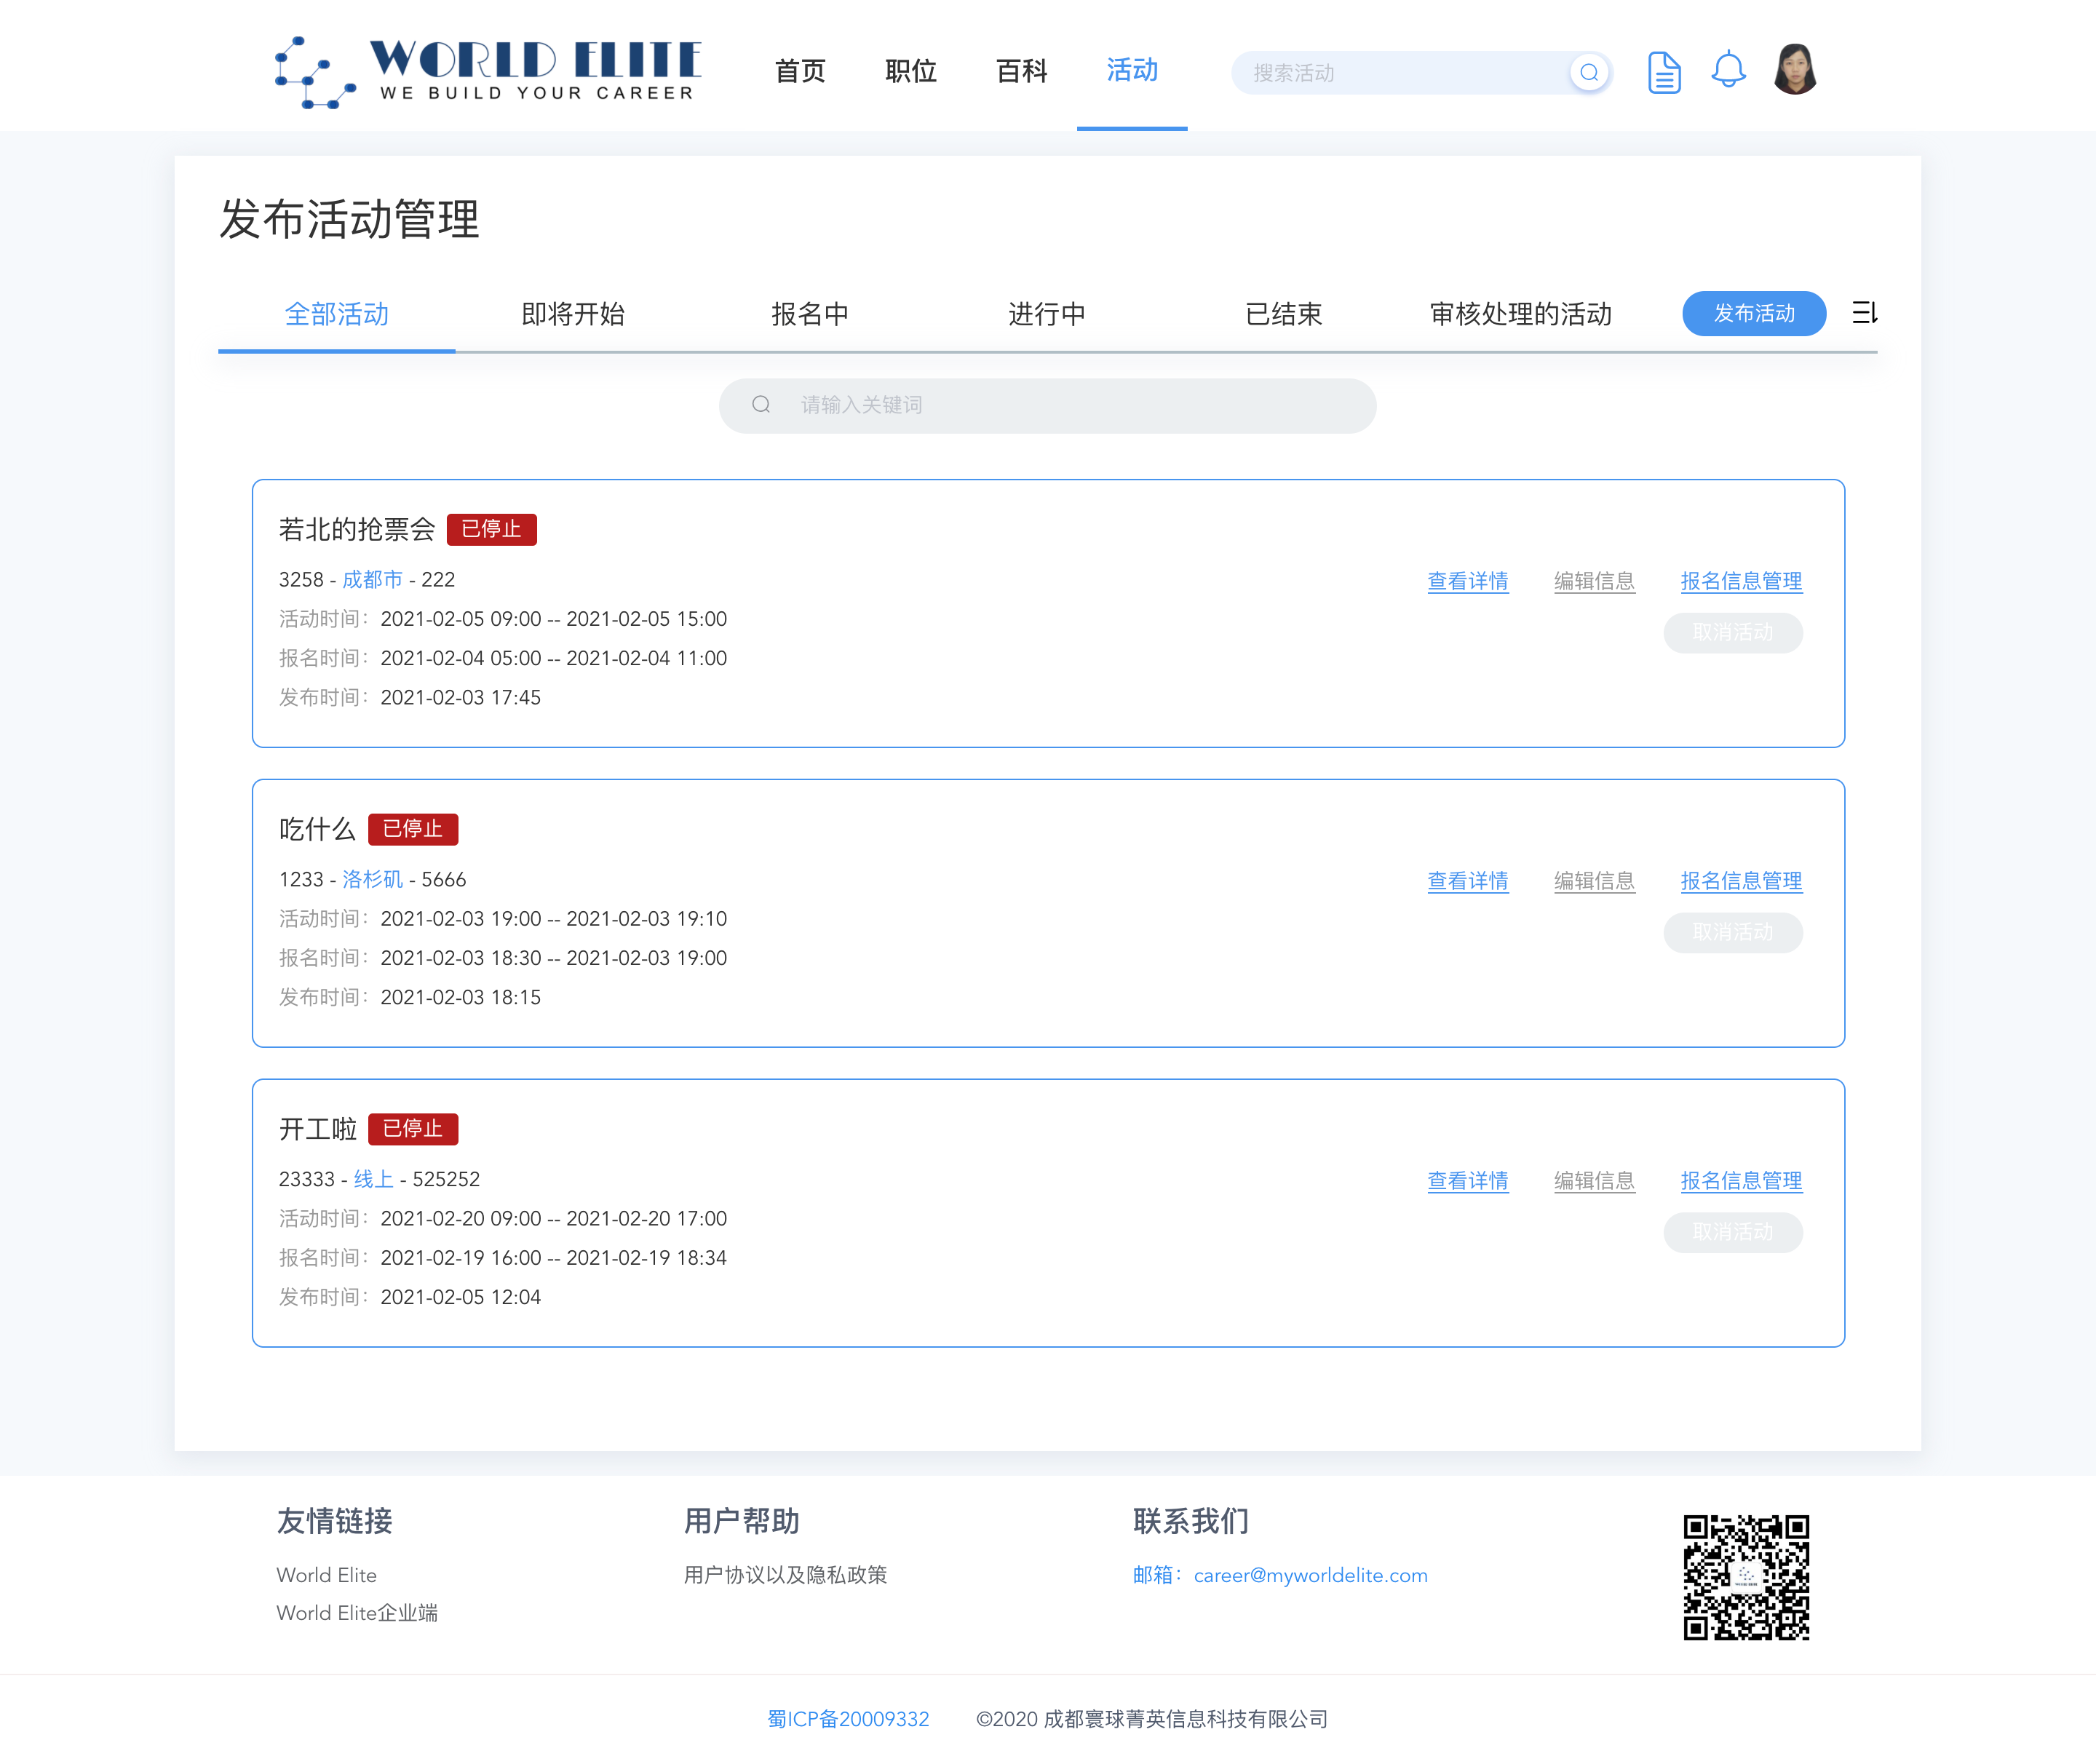 WORLD ELITE
WE BUILD YOUR CAREER
首页 职位 百科 活动 搜索活动
发布活动管理
全部活动 即将开始 报名中 进行中 已结束 审核处理的活动 发布活动
请输入关键词
若北的抢票会 已停止
3258 - 成都市 - 222 查看详情 编辑信息 报名信息管理
活动时间： 2021-02-05 09:00 -- 2021-02-05 15:00 取消活动
报名时间： 2021-02-04 05:00 -- 2021-02-04 11:00
发布时间： 2021-02-03 17:45
吃什么 已停止
1233 - 洛杉矶 - 5666 查看详情 编辑信息 报名信息管理
活动时间： 2021-02-03 19:00 -- 2021-02-03 19:10 取消活动
报名时间： 2021-02-03 18:30 -- 2021-02-03 19:00
发布时间： 2021-02-03 18:15
开工啦 已停止
23333 - 线上 - 525252 查看详情 编辑信息 报名信息管理
活动时间： 2021-02-20 09:00 -- 2021-02-20 17:00 取消活动
报名时间： 2021-02-19 16:00 -- 2021-02-19 18:34
发布时间： 2021-02-05 12:04
友情链接 用户帮助 联系我们
World Elite 用户协议以及隐私政策 邮箱：career@myworldelite.com
World Elite企业端
蜀ICP备20009332 ©2020 成都寰球菁英信息科技有限公司